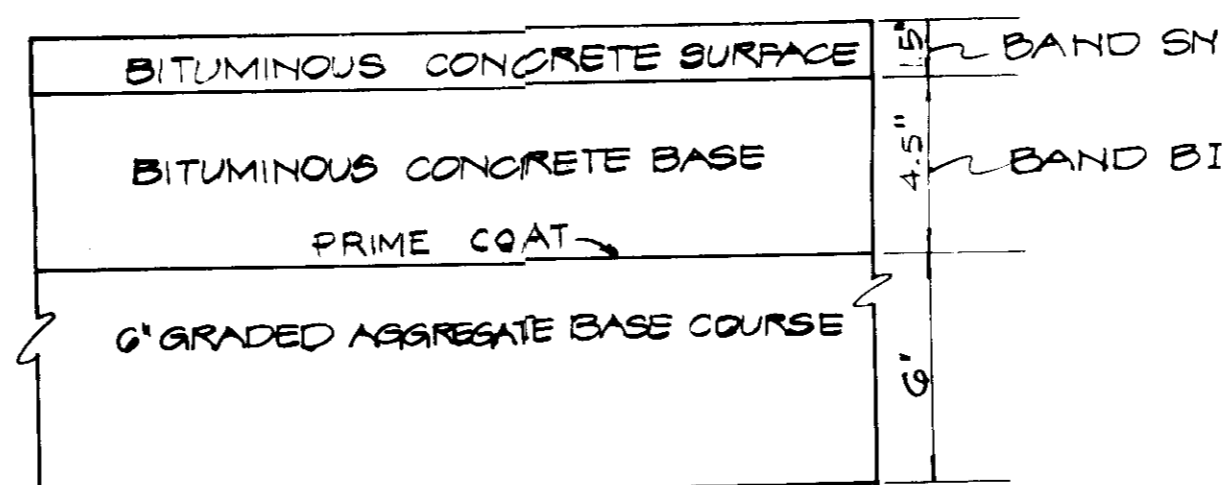 BITUMINOUS CONCRETE SURFACE
1.5"
BAND SN
BITUMINOUS CONCRETE BASE
4.5"
BAND BI
PRIME COAT
6" GRADED AGGREGATE BASE COURSE
6"